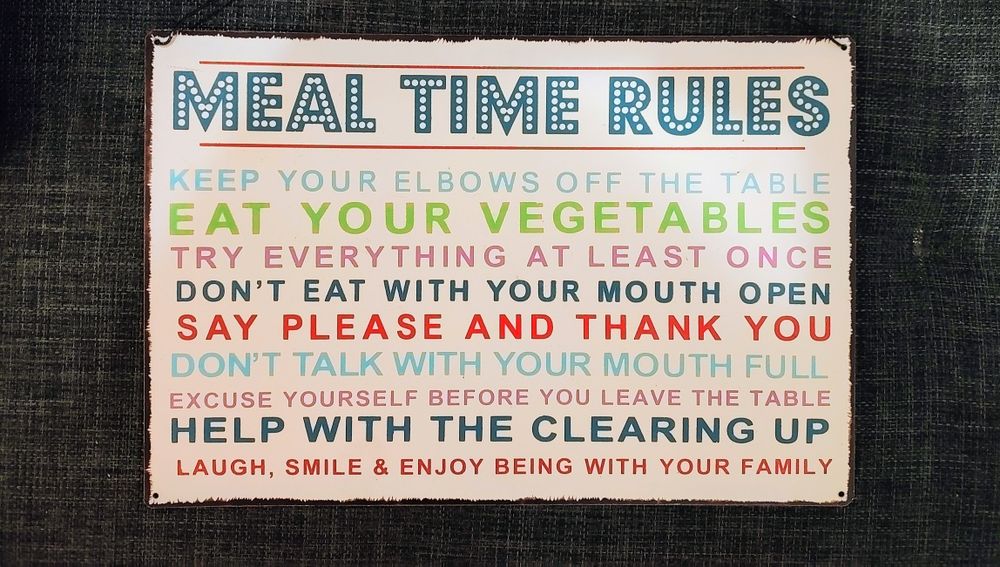 MEAL TIME RULES
KEEP YOUR ELBOWS OFF THE TABLE
EAT YOUR VEGETABLES
TRY EVERYTHING AT LEAST ONCE
DON'T EAT WITH YOUR MOUTH OPEN
SAY PLEASE AND THANK YOU
DON'T TALK WITH YOUR MOUTH FULL
EXCUSE YOURSELF BEFORE YOU LEAVE THE TABLE
HELP WITH THE CLEARING UP
LAUGH, SMILE & ENJOY BEING WITH YOUR FAMILY